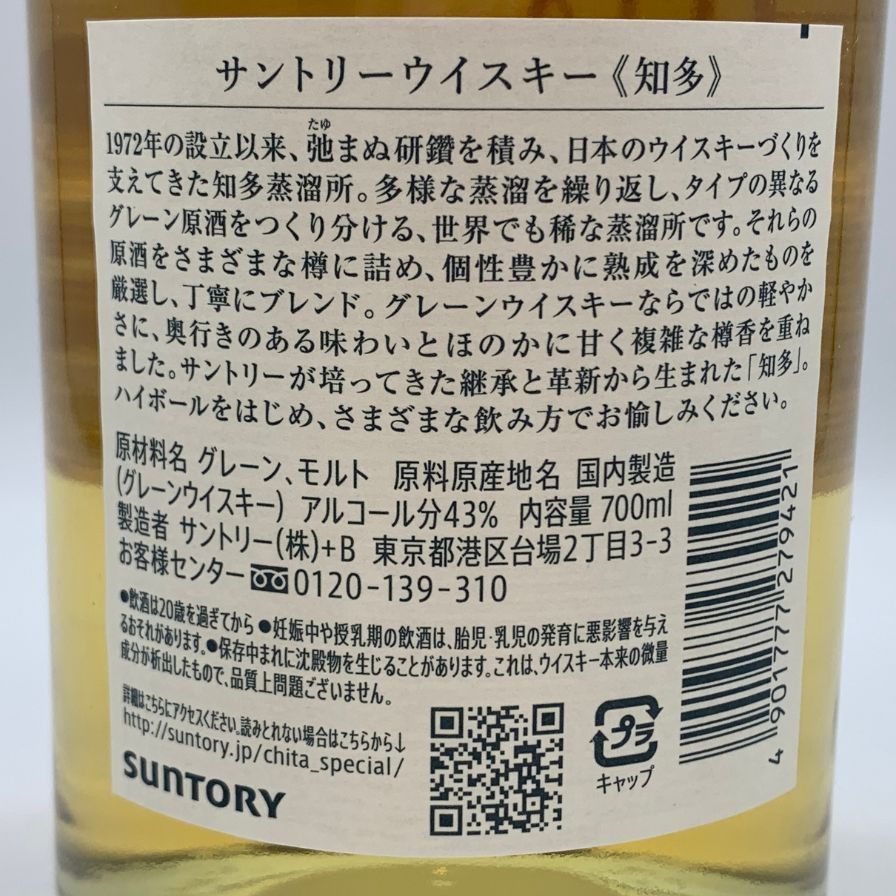 サントリーウイスキー《知多》
たゆ
1972年の設立以来、弛まぬ研鑽を積み、日本のウイスキーづくりを
支えてきた知多蒸溜所。多様な蒸溜を繰り返し、タイプの異なる
グレーン原酒をつくり分ける、世界でも稀な蒸溜所です。それらの
原酒をさまざまな樽に詰め、個性豊かに熟成を深めたものを
厳選し、丁寧にブレンド。グレーンウイスキーならではの軽やか
さに、奥行きのある味わいとほのかに甘く複雑な樽香を重ね
ました。サントリーが培ってきた継承と革新から生まれた「知多」。
ハイボールをはじめ、さまざまな飲み方でお愉しみください。
原材料名 グレーン、モルト 原料原産地名 国内製造
(グレーンウイスキー) アルコール分43% 内容量 700ml
製造者 サントリー(株)+B 東京都港区台場2丁目3-3
お客様センター 0120-139-310
●飲酒は20歳を過ぎてから ●妊娠中や授乳期の飲酒は、胎児・乳児の発育に悪影響を与え
るおそれがあります。●保存中まれに沈殿物を生じることがあります。これは、ウイスキー本来の微量
成分が析出したもので、品質上問題ございません。
詳細はこちらにアクセスください。読みとれない場合はこちらから↓
http://suntory.jp/chita_special/
SUNTORY
プラ
キャップ
4 901777 279421